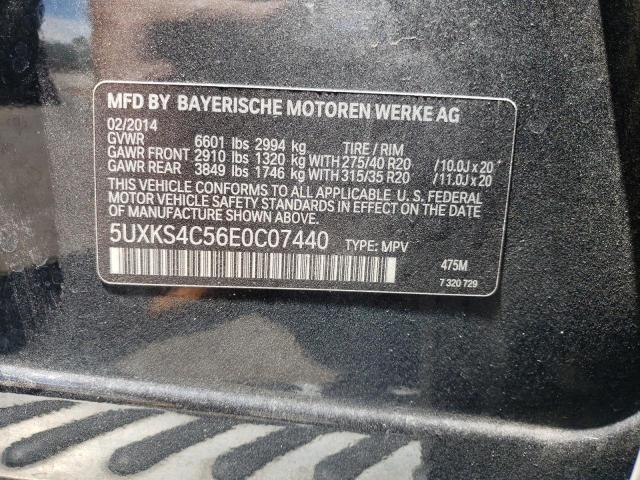 MFD BY BAYERISCHE MOTOREN WERKE AG
02/2014
GVWR 6601 lbs 2994 kg TIRE / RIM
GAWR FRONT 2910 lbs 1320 kg WITH 275/40 R20 /10.0J x 20
GAWR REAR 3849 lbs 1746 kg WITH 315/35 R20 /11.0J x 20
THIS VEHICLE CONFORMS TO ALL APPLICABLE U. S. FEDERAL
MOTOR VEHICLE SAFETY STANDARDS IN EFFECT ON THE DATE
OF MANUFACTURE SHOWN ABOVE.
5UXKS4C56E0C07440 TYPE: MPV
475M
7 320 729